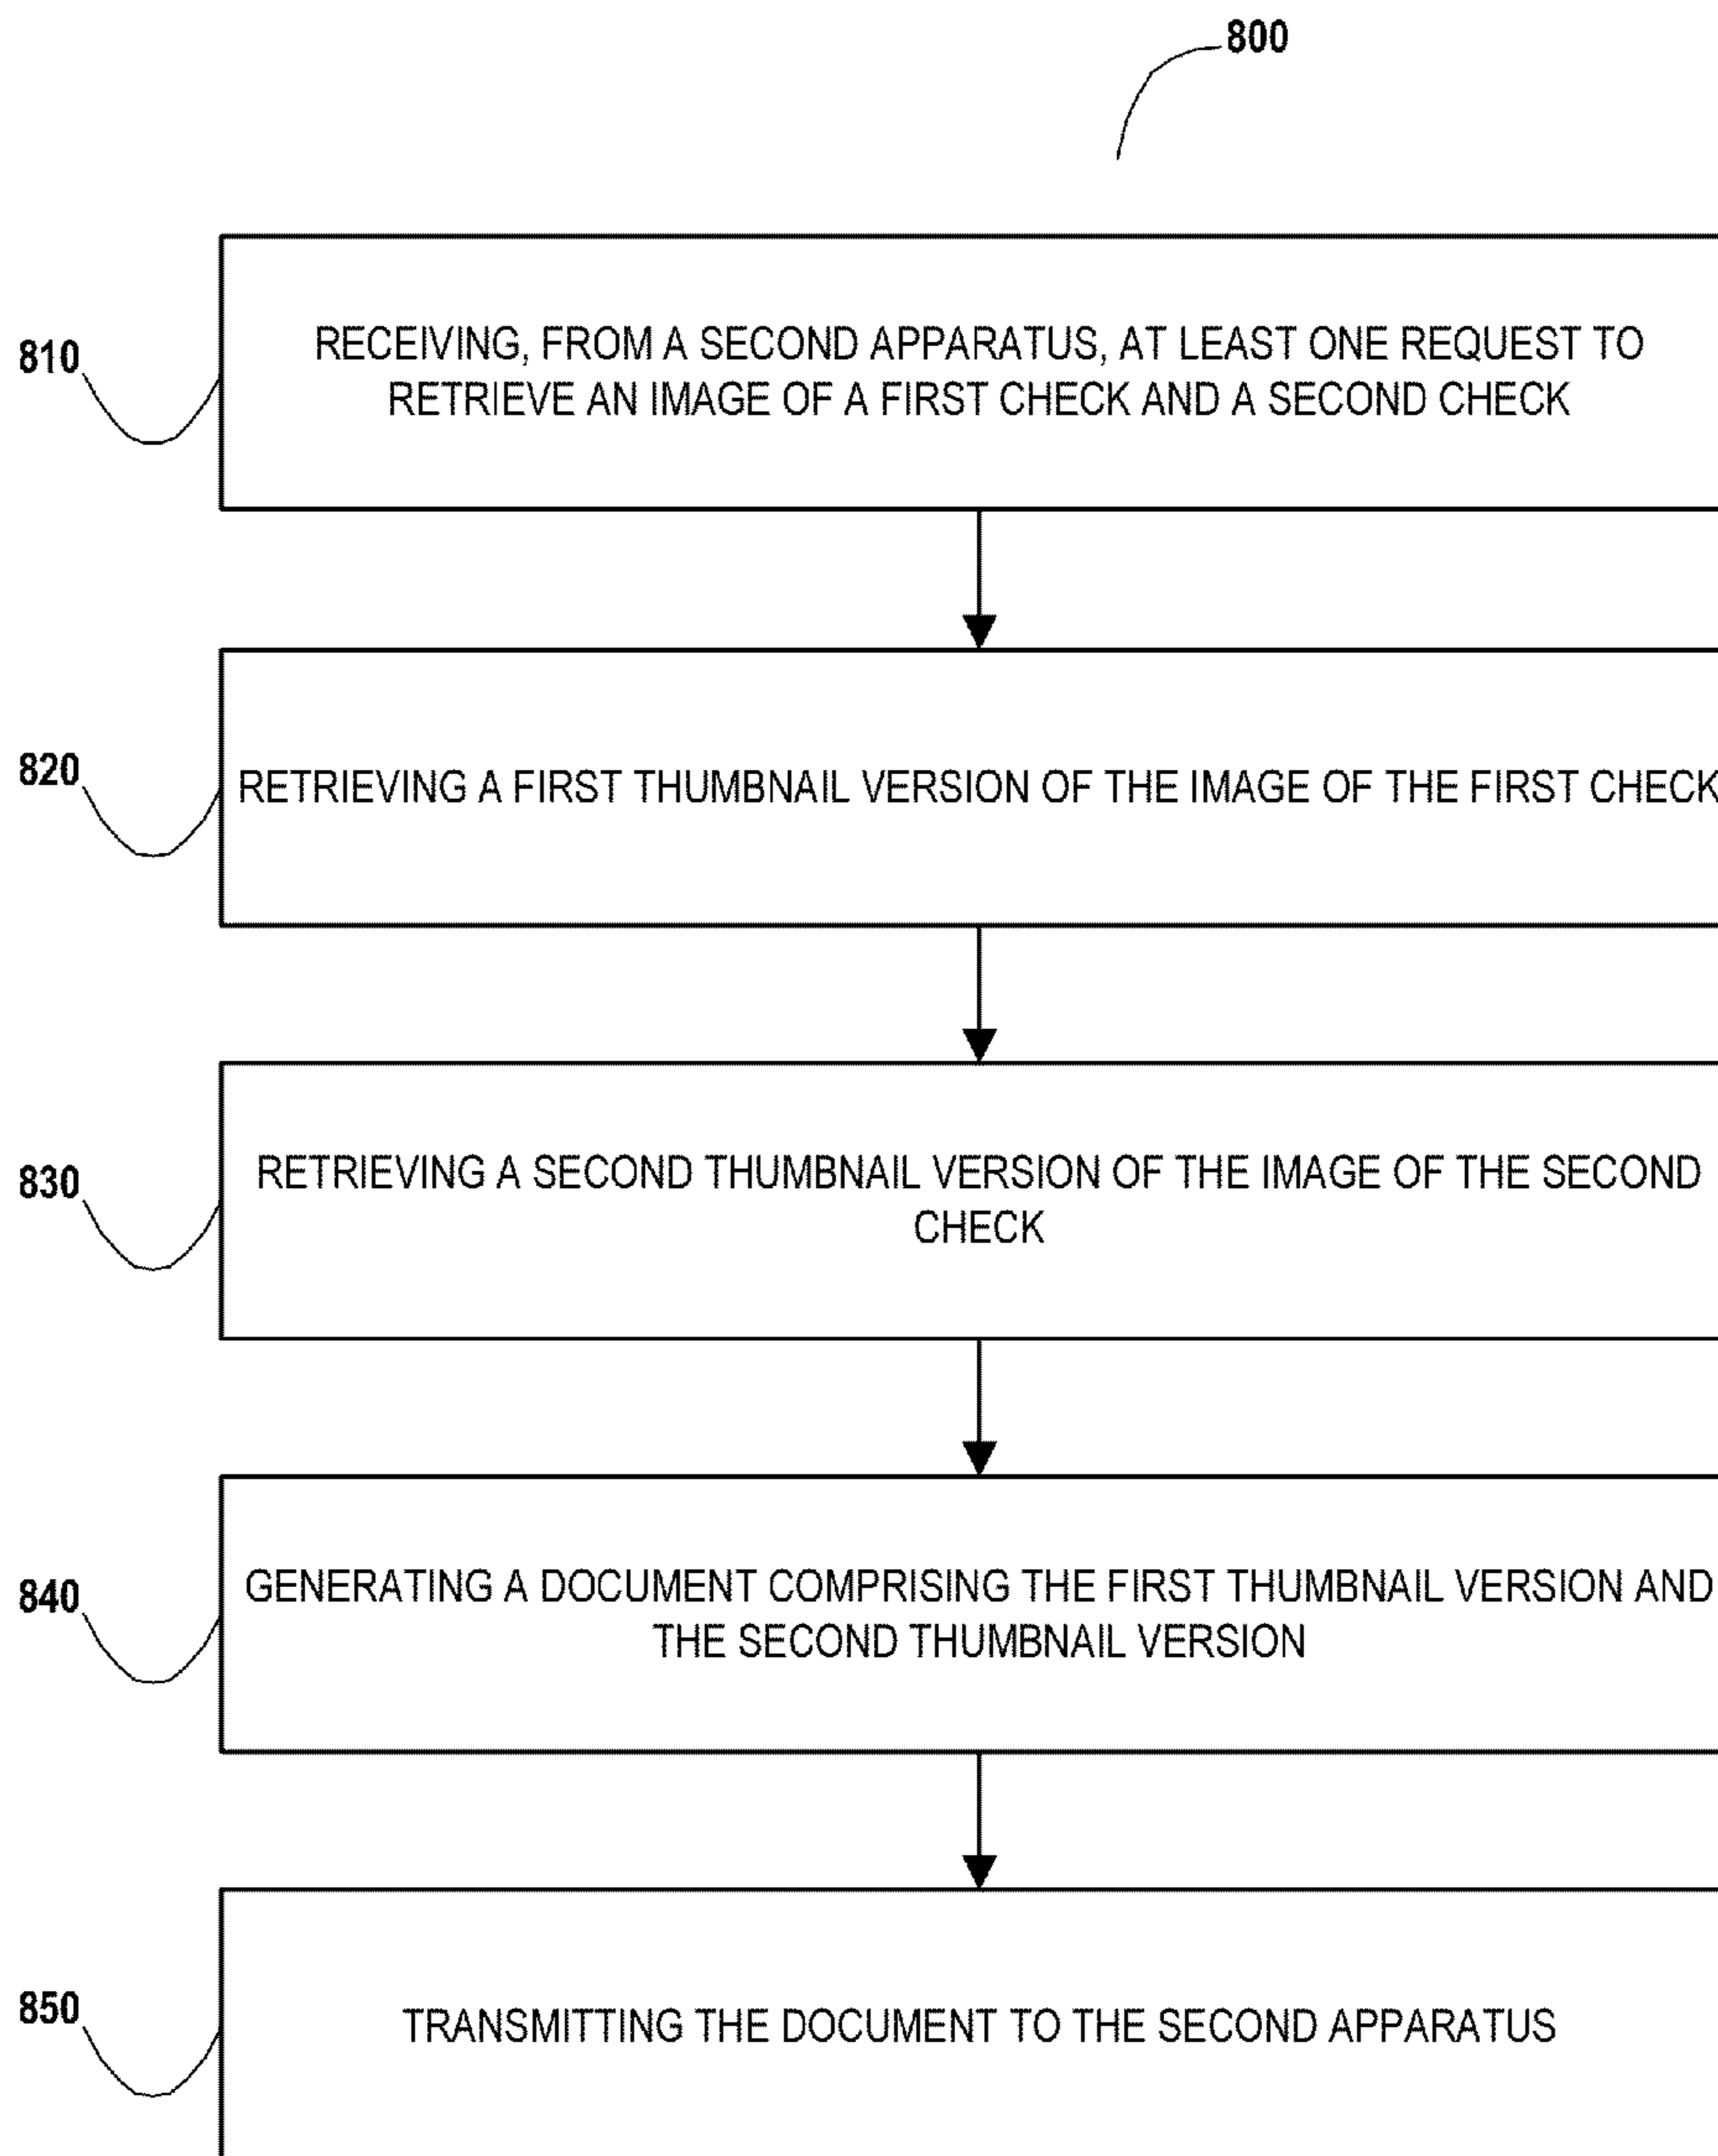 800
810
RECEIVING, FROM A SECOND APPARATUS, AT LEAST ONE REQUEST TO
RETRIEVE AN IMAGE OF A FIRST CHECK AND A SECOND CHECK
820
RETRIEVING A FIRST THUMBNAIL VERSION OF THE IMAGE OF THE FIRST CHECK
830
RETRIEVING A SECOND THUMBNAIL VERSION OF THE IMAGE OF THE SECOND
CHECK
840
GENERATING A DOCUMENT COMPRISING THE FIRST THUMBNAIL VERSION AND
THE SECOND THUMBNAIL VERSION
850
TRANSMITTING THE DOCUMENT TO THE SECOND APPARATUS